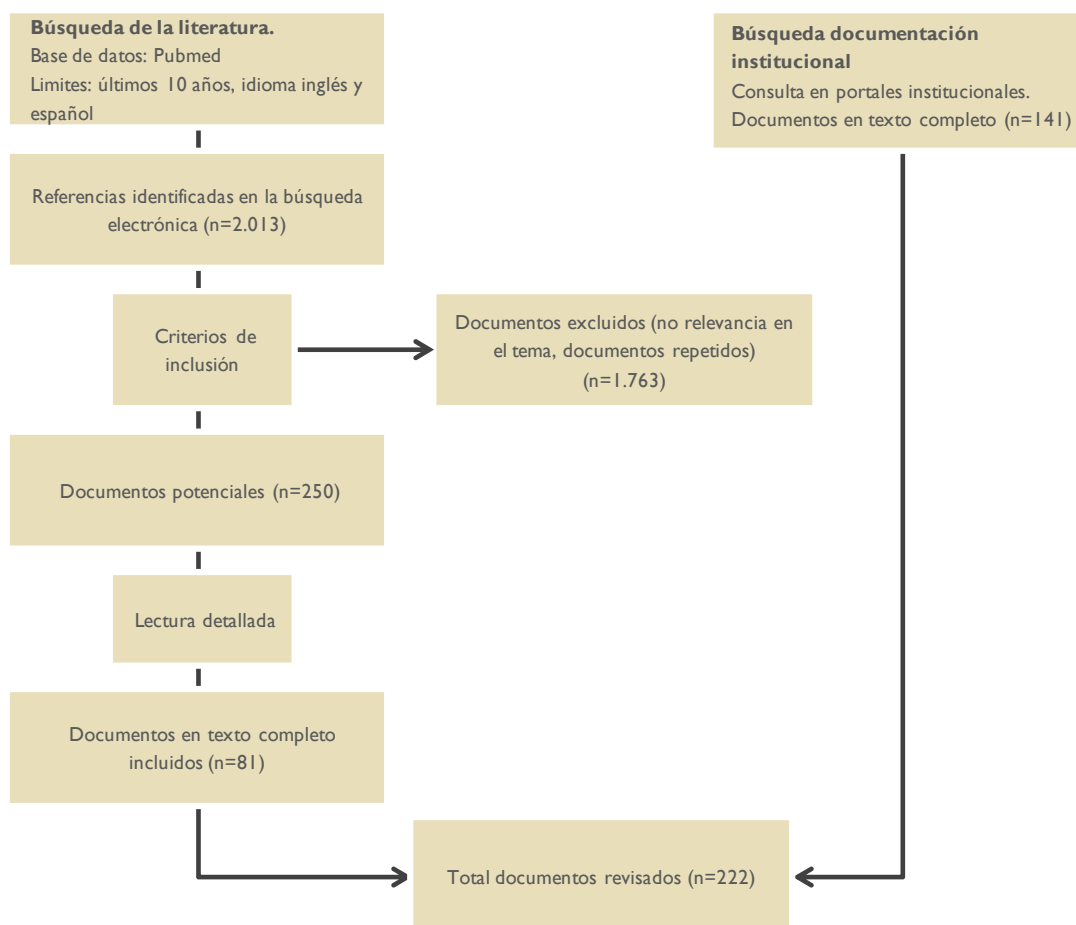 Búsqueda de la literatura.
Base de datos: Pubmed
Limites: últimos 10 años, idioma inglés y
español
Búsqueda documentación
institucional
Consulta en portales institucionales.
Documentos en texto completo (n=141)
Referencias identificadas en la búsqueda
electrónica (n=2.013)
Criterios de
inclusión
Documentos excluidos (no relevancia en
el tema, documentos repetidos)
(n=1.763)
Documentos potenciales (n=250)
Lectura detallada
Documentos en texto completo
incluidos (n=81)
Total documentos revisados (n=222)